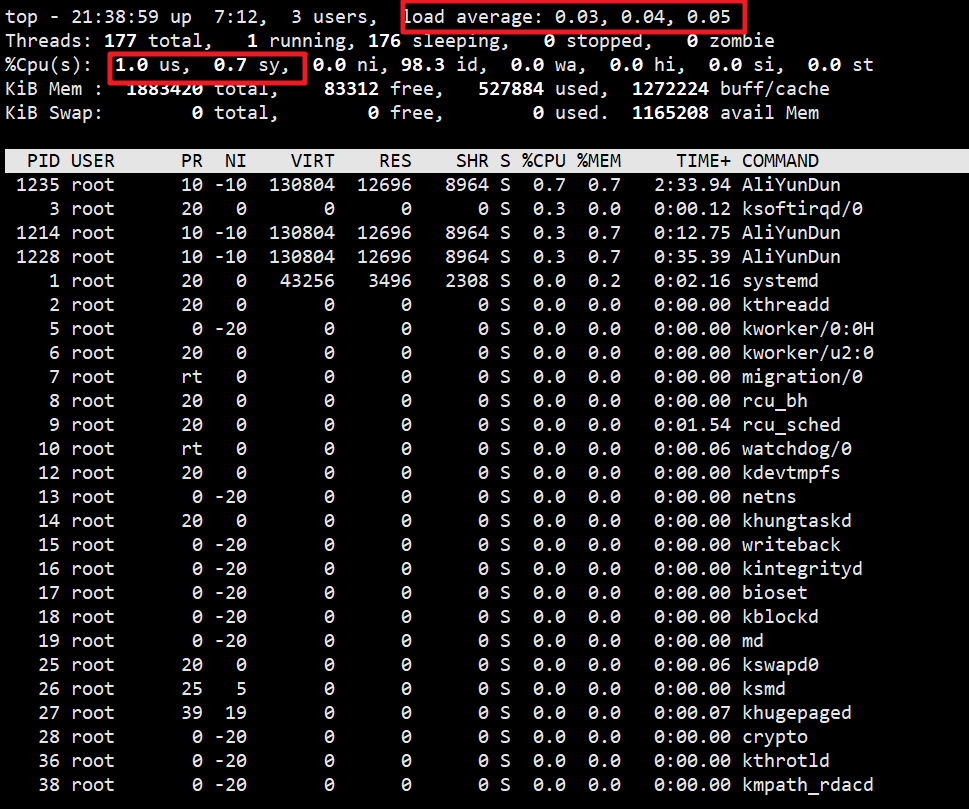 top - 21:38:59 up  7:12,  3 users,  load average: 0.03, 0.04, 0.05
Threads: 177 total,   1 running, 176 sleeping,   0 stopped,   0 zombie
%Cpu(s):  1.0 us,  0.7 sy,  0.0 ni, 98.3 id,  0.0 wa,  0.0 hi,  0.0 si,  0.0 st
KiB Mem :  1883420 total,    83312 free,   527884 used,  1272224 buff/cache
KiB Swap:        0 total,        0 free,        0 used.  1165208 avail Mem
  PID USER      PR  NI    VIRT    RES    SHR S %CPU %MEM     TIME+ COMMAND
 1235 root      10 -10  130804  12696   8964 S  0.7  0.7   2:33.94 AliYunDun
    3 root      20   0       0      0      0 S  0.3  0.0   0:00.12 ksoftirqd/0
 1214 root      10 -10  130804  12696   8964 S  0.3  0.7   0:12.75 AliYunDun
 1228 root      10 -10  130804  12696   8964 S  0.3  0.7   0:35.39 AliYunDun
    1 root      20   0   43256   3496   2308 S  0.0  0.2   0:02.16 systemd
    2 root      20   0       0      0      0 S  0.0  0.0   0:00.00 kthreadd
    5 root       0 -20       0      0      0 S  0.0  0.0   0:00.00 kworker/0:0H
    6 root      20   0       0      0      0 S  0.0  0.0   0:00.00 kworker/u2:0
    7 root      rt   0       0      0      0 S  0.0  0.0   0:00.00 migration/0
    8 root      20   0       0      0      0 S  0.0  0.0   0:00.00 rcu_bh
    9 root      20   0       0      0      0 S  0.0  0.0   0:01.54 rcu_sched
   10 root      rt   0       0      0      0 S  0.0  0.0   0:00.06 watchdog/0
   12 root      20   0       0      0      0 S  0.0  0.0   0:00.00 kdevtmpfs
   13 root       0 -20       0      0      0 S  0.0  0.0   0:00.00 netns
   14 root      20   0       0      0      0 S  0.0  0.0   0:00.00 khungtaskd
   15 root       0 -20       0      0      0 S  0.0  0.0   0:00.00 writeback
   16 root       0 -20       0      0      0 S  0.0  0.0   0:00.00 kintegrityd
   17 root       0 -20       0      0      0 S  0.0  0.0   0:00.00 bioset
   18 root       0 -20       0      0      0 S  0.0  0.0   0:00.00 kblockd
   19 root       0 -20       0      0      0 S  0.0  0.0   0:00.00 md
   25 root      20   0       0      0      0 S  0.0  0.0   0:00.06 kswapd0
   26 root      25   5       0      0      0 S  0.0  0.0   0:00.00 ksmd
   27 root      39  19       0      0      0 S  0.0  0.0   0:00.07 khugepaged
   28 root       0 -20       0      0      0 S  0.0  0.0   0:00.00 crypto
   36 root       0 -20       0      0      0 S  0.0  0.0   0:00.00 kthrotld
   38 root       0 -20       0      0      0 S  0.0  0.0   0:00.00 kmpath_rdacd